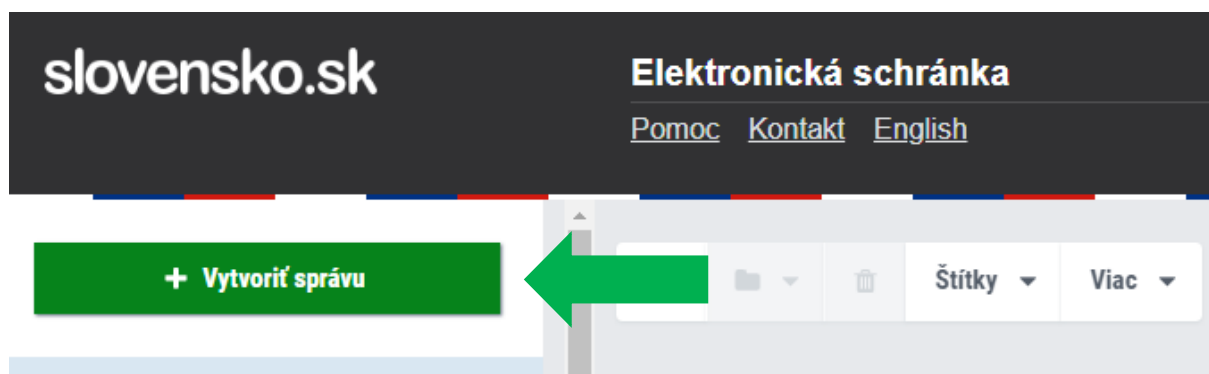 slovensko.sk
Elektronická schránka
Pomoc Kontakt English
+ Vytvoriť správu
Štítky Viac